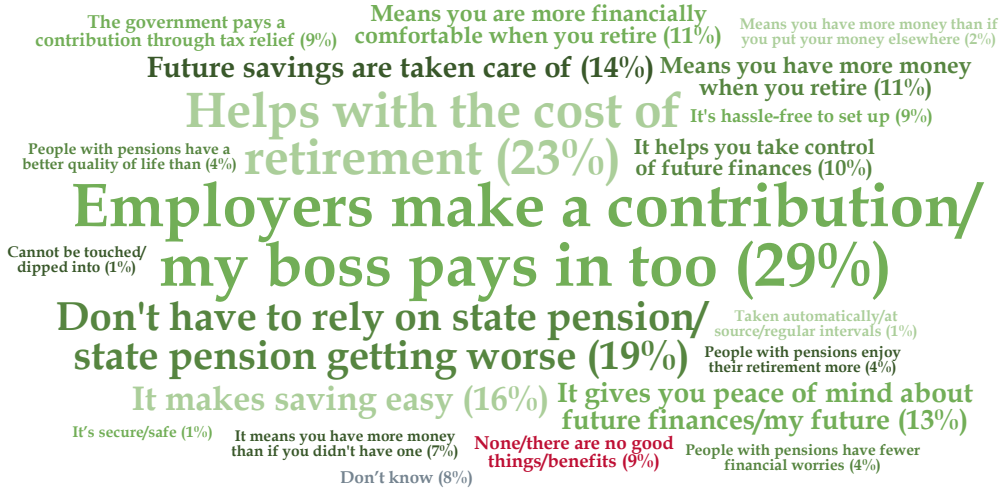 The government pays a
contribution through tax relief (9%)
Means you are more financially
comfortable when you retire (11%)
Means you have more money than if
you put your money elsewhere (2%)
Future savings are taken care of (14%)
Means you have more money
when you retire (11%)
Helps with the cost of
retirement (23%)
It's hassle-free to set up (9%)
People with pensions have a
better quality of life than (4%)
It helps you take control
of future finances (10%)
Employers make a contribution/
my boss pays in too (29%)
Cannot be touched/
dipped into (1%)
Don't have to rely on state pension/
state pension getting worse (19%)
Taken automatically/at
source/regular intervals (1%)
People with pensions enjoy
their retirement more (4%)
It makes saving easy (16%)
It gives you peace of mind about
future finances/my future (13%)
It’s secure/safe (1%)
It means you have more money
than if you didn't have one (7%)
None/there are no good
things/benefits (9%)
People with pensions have fewer
financial worries (4%)
Don’t know (8%)